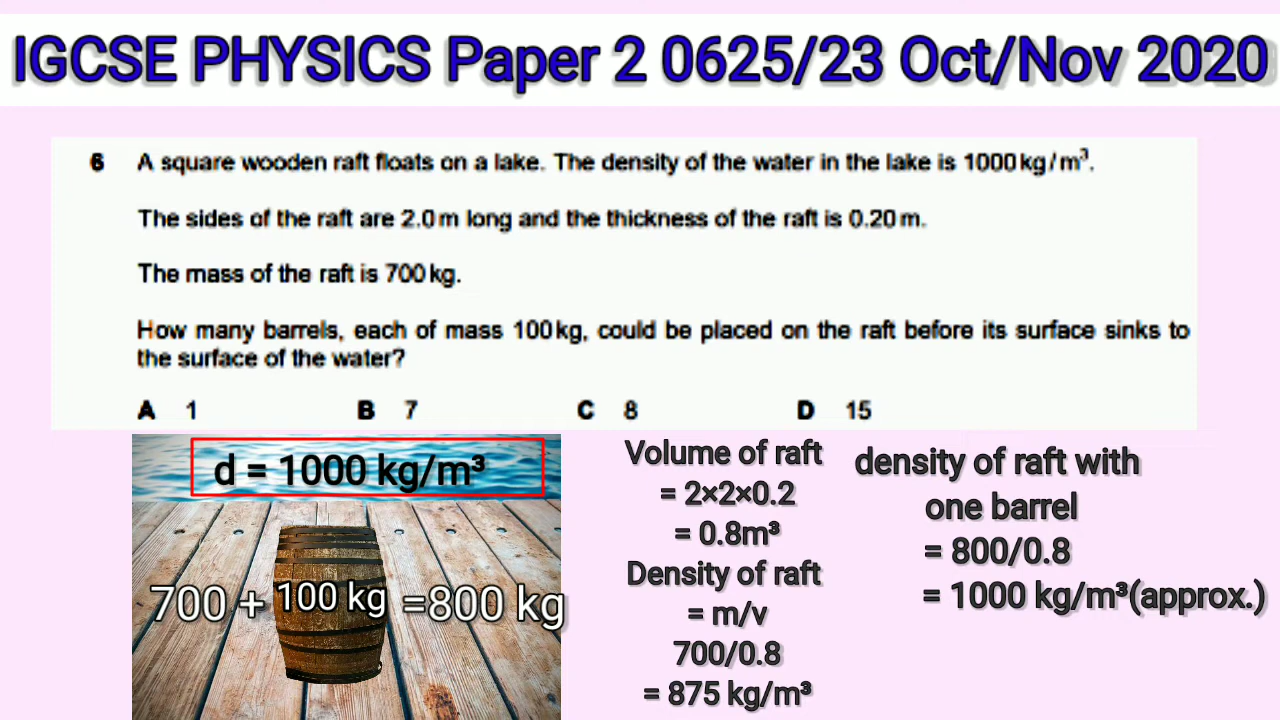 IGCSE PHYSICS Paper 2 0625/23 Oct/Nov 2020
6 A square wooden raft floats on a lake. The density of the water in the lake is 1000 kg/m³.
The sides of the raft are 2.0 m long and the thickness of the raft is 0.20 m.
The mass of the raft is 700 kg.
How many barrels, each of mass 100 kg, could be placed on the raft before its surface sinks to
the surface of the water?
A 1 B 7 C 8 D 15
d = 1000 kg/m³
700 + 100 kg =800 kg
Volume of raft
= 2×2×0.2
= 0.8m³
Density of raft
= m/v
700/0.8
= 875 kg/m³
density of raft with
one barrel
= 800/0.8
= 1000 kg/m³(approx.)